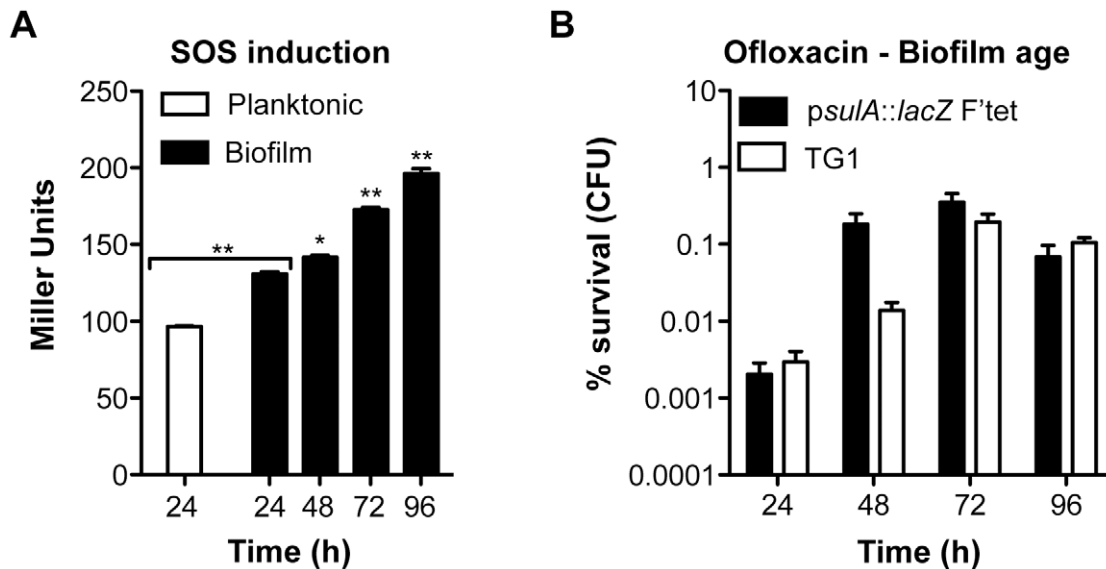 A
SOS induction
250
200
150
100
50
0
Planktonic
Biofilm
**
*
**
**
Miller Units
24
24
48
72
96
Time (h)
B
Ofloxacin - Biofilm age
10
1
0.1
0.01
0.001
0.0001
psulA::lacZ F'tet
TG1
% survival (CFU)
24
48
72
96
Time (h)